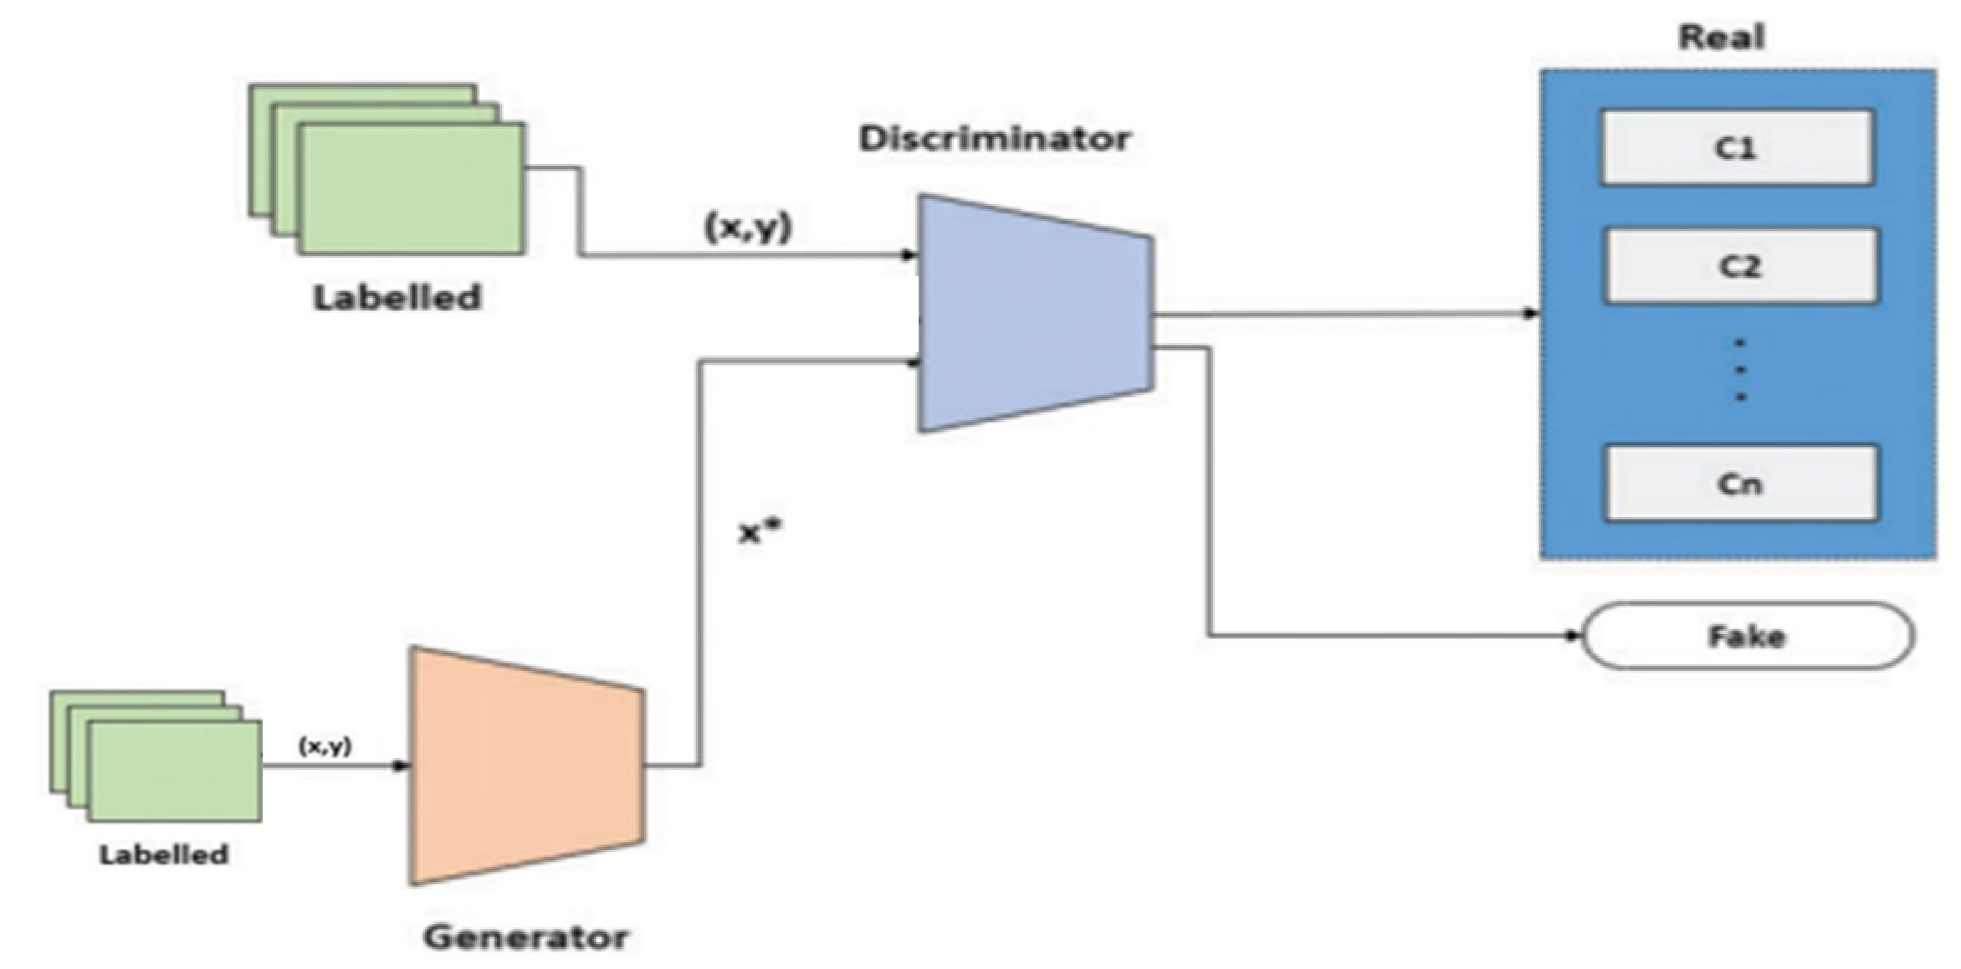 Real
C1
Discriminator
(x,y)
C2
Labelled
Cn
x*
Fake
(x,y)
Labelled
Generator